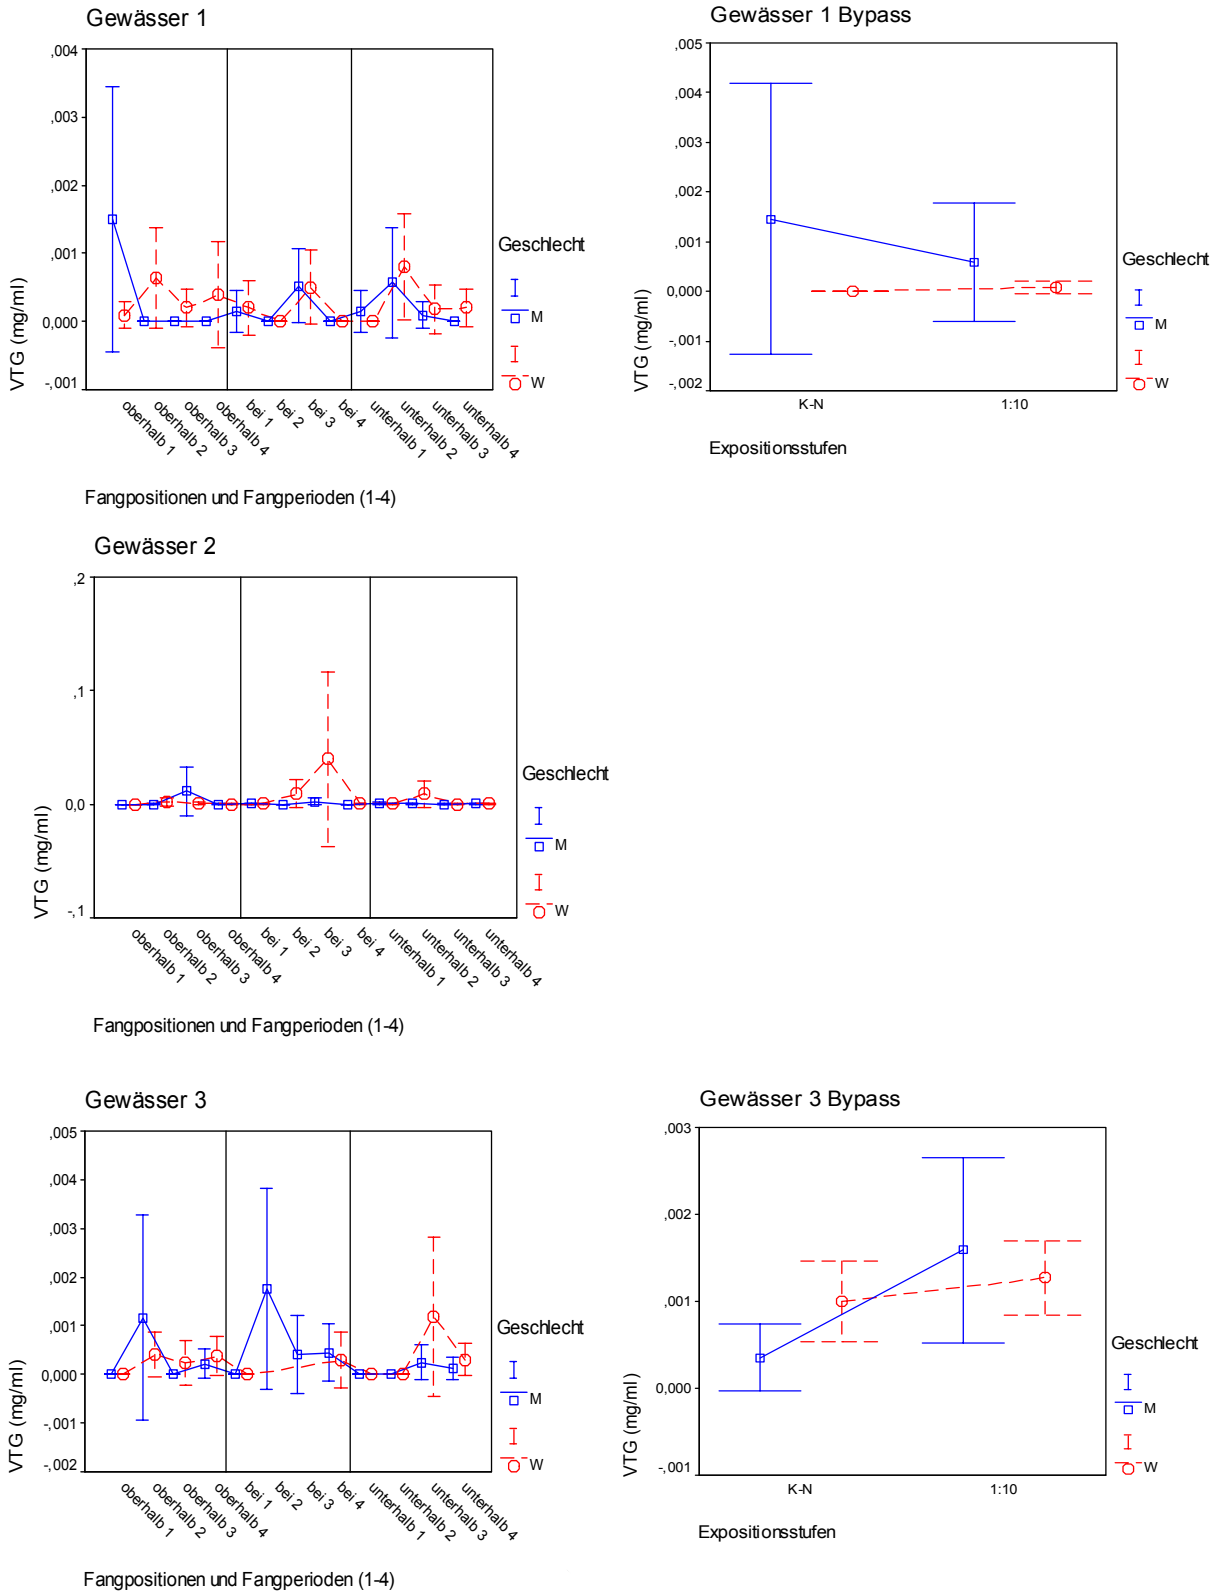 Gewässer 1
,004
,003
,002
,001
0,000
-,001
VTG (mg/ml)
oberhalb 1
oberhalb 2
oberhalb 3
oberhalb 4
bei 1
bei 2
bei 3
bei 4
unterhalb 1
unterhalb 2
unterhalb 3
unterhalb 4
Fangpositionen und Fangperioden (1-4)
Geschlecht
M
W
Gewässer 1 Bypass
,005
,004
,003
,002
,001
0,000
-,001
-,002
VTG (mg/ml)
K-N
1:10
Expositionsstufen
Geschlecht
M
W
Gewässer 2
,2
,1
0,0
-,1
VTG (mg/ml)
oberhalb 1
oberhalb 2
oberhalb 3
oberhalb 4
bei 1
bei 2
bei 3
bei 4
unterhalb 1
unterhalb 2
unterhalb 3
unterhalb 4
Fangpositionen und Fangperioden (1-4)
Geschlecht
M
W
Gewässer 3
,005
,004
,003
,002
,001
0,000
-,001
-,002
VTG (mg/ml)
oberhalb 1
oberhalb 2
oberhalb 3
oberhalb 4
bei 1
bei 2
bei 3
bei 4
unterhalb 1
unterhalb 2
unterhalb 3
unterhalb 4
Fangpositionen und Fangperioden (1-4)
Geschlecht
M
W
Gewässer 3 Bypass
,003
,002
,001
0,000
-,001
VTG (mg/ml)
K-N
1:10
Expositionsstufen
Geschlecht
M
W